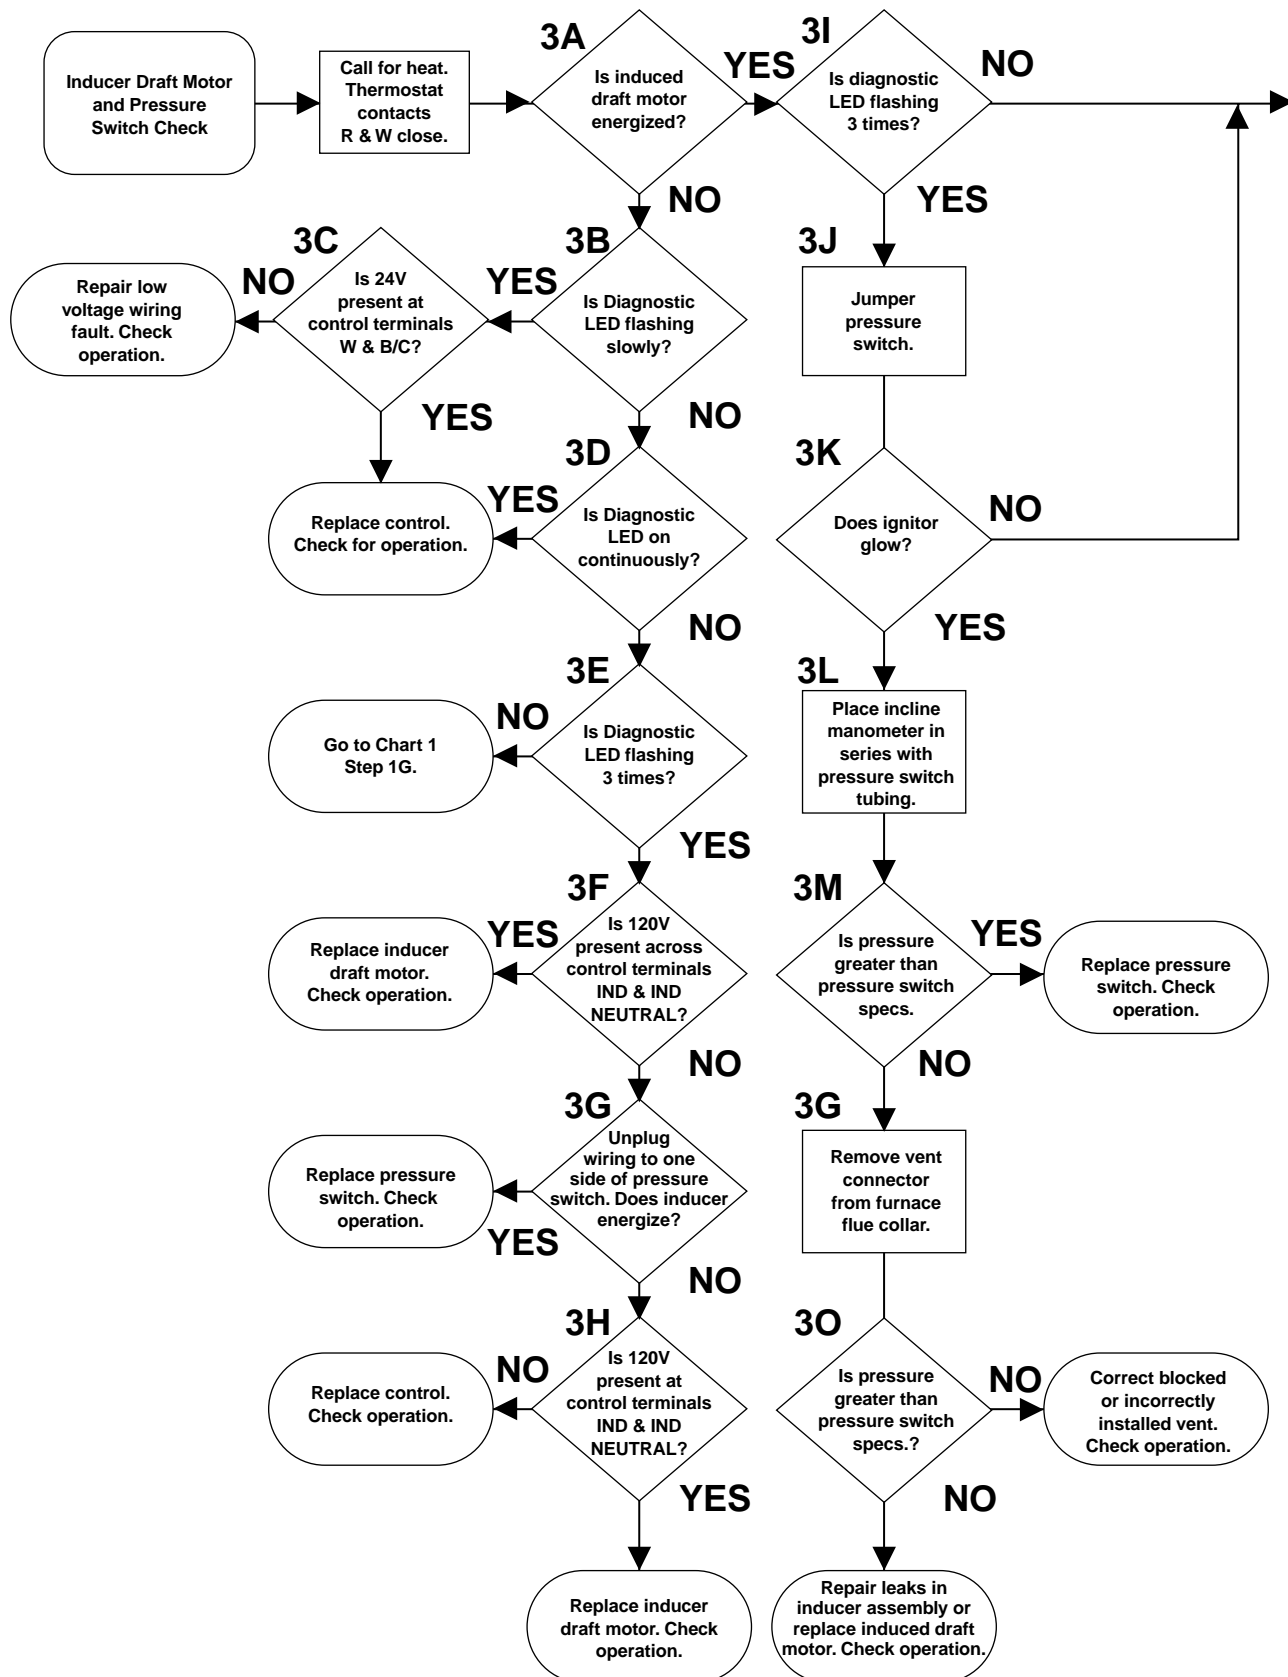 Inducer Draft Motor
and Pressure
Switch Check
Call for heat.
Thermostat
contacts
R & W close.
3A
Is induced
draft motor
energized?
YES
3I
Is diagnostic
LED flashing
3 times?
NO
NO
YES
3C
Is 24V
present at
control terminals
W & B/C?
NO
Repair low
voltage wiring
fault. Check
operation.
YES
3B
Is Diagnostic
LED flashing
slowly?
YES
NO
3J
Jumper
pressure
switch.
3D
Is Diagnostic
LED on
continuously?
YES
Replace control.
Check for operation.
NO
3K
Does ignitor
glow?
NO
YES
3E
Is Diagnostic
LED flashing
3 times?
NO
Go to Chart 1
Step 1G.
YES
3L
Place incline
manometer in
series with
pressure switch
tubing.
3F
Is 120V
present across
control terminals
IND & IND
NEUTRAL?
YES
Replace inducer
draft motor.
Check operation.
NO
3M
Is pressure
greater than
pressure switch
specs.
YES
Replace pressure
switch. Check
operation.
NO
3G
Unplug
wiring to one
side of pressure
switch. Does inducer
energize?
Replace pressure
switch. Check
operation.
YES
NO
3G
Remove vent
connector
from furnace
flue collar.
3H
Is 120V
present at
control terminals
IND & IND
NEUTRAL?
NO
Replace control.
Check operation.
YES
3O
Is pressure
greater than
pressure switch
specs.?
NO
Correct blocked
or incorrectly
installed vent.
Check operation.
NO
Replace inducer
draft motor. Check
operation.
Repair leaks in
inducer assembly or
replace induced draft
motor. Check operation.